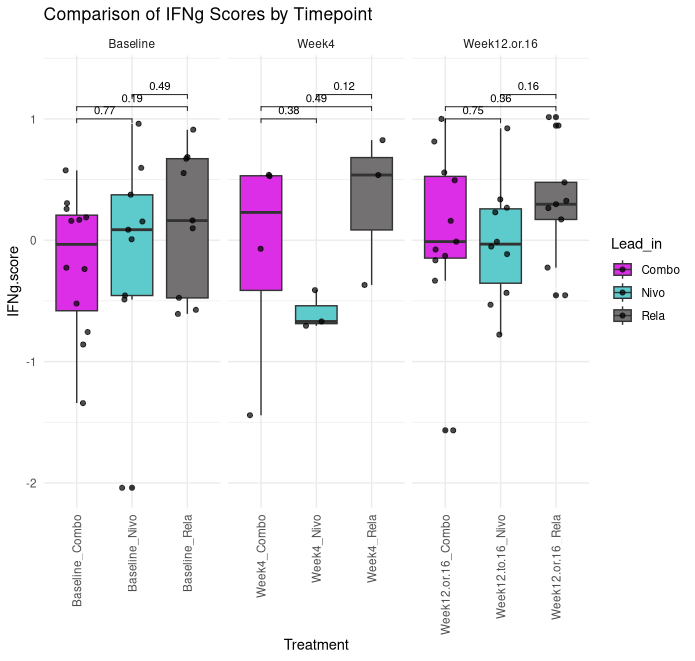 Comparison of IFNg Scores by Timepoint
Baseline
Week4
Week12.or.16
0.49
0.19
0.77
0.12
0.49
0.38
0.16
0.36
0.75
IFNg.score
1
0
-1
-2
Baseline_Combo
Baseline_Nivo
Baseline_Rela
Week4_Combo
Week4_Nivo
Week4_Rela
Week12.or.16_Combo
Week12.to.16_Nivo
Week12.or.16_Rela
Treatment
Lead_in
Combo
Nivo
Rela